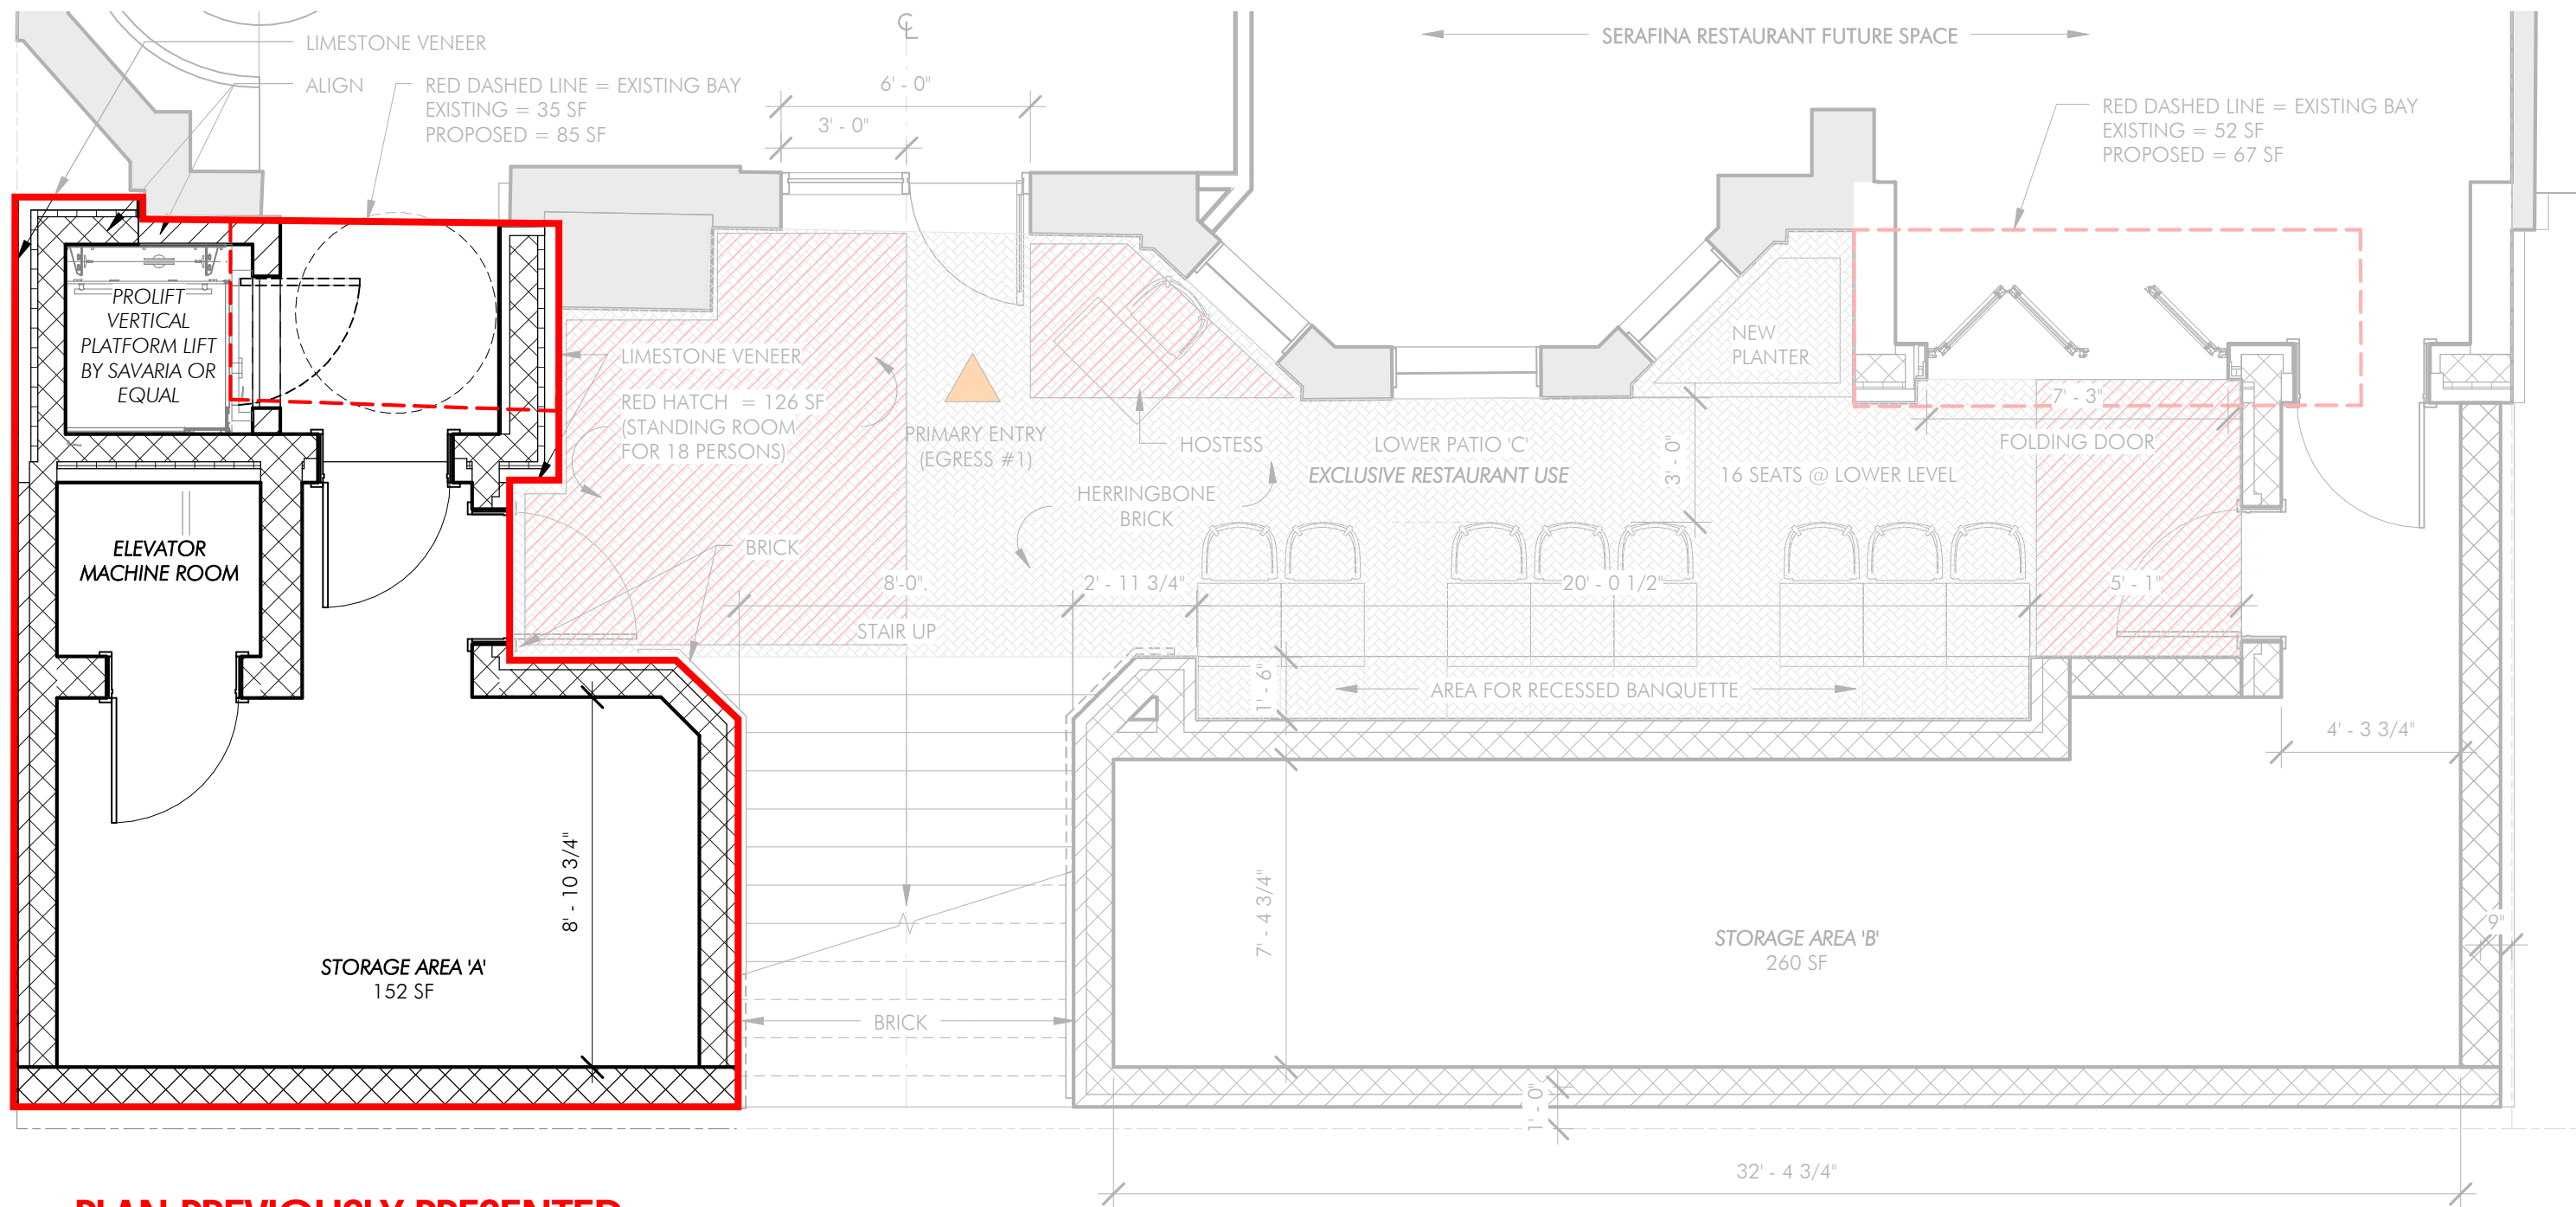 LIMESTONE VENEER
ALIGN
RED DASHED LINE = EXISTING BAY
EXISTING = 35 SF
PROPOSED = 85 SF
℄
6' - 0"
3' - 0"
SERAFINA RESTAURANT FUTURE SPACE
RED DASHED LINE = EXISTING BAY
EXISTING = 52 SF
PROPOSED = 67 SF
PROLIFT
VERTICAL
PLATFORM LIFT
BY SAVARIA OR
EQUAL
LIMESTONE VENEER
RED HATCH = 126 SF
(STANDING ROOM
FOR 18 PERSONS)
PRIMARY ENTRY
(EGRESS #1)
HOSTESS
HERRINGBONE
BRICK
LOWER PATIO 'C'
EXCLUSIVE RESTAURANT USE
NEW
PLANTER
3' - 0"
16 SEATS @ LOWER LEVEL
7' - 3"
FOLDING DOOR
ELEVATOR
MACHINE ROOM
BRICK
8'-0".
2' - 11 3/4"
20' - 0 1/2"
5' - 1"
STAIR UP
1' - 6"
AREA FOR RECESSED BANQUETTE
4' - 3 3/4"
8' - 10 3/4"
7' - 4 3/4"
STORAGE AREA 'A'
152 SF
STORAGE AREA 'B'
260 SF
9"
BRICK
1' - 0"
32' - 4 3/4"
PLAN PREVIOUSLY PRESENTED